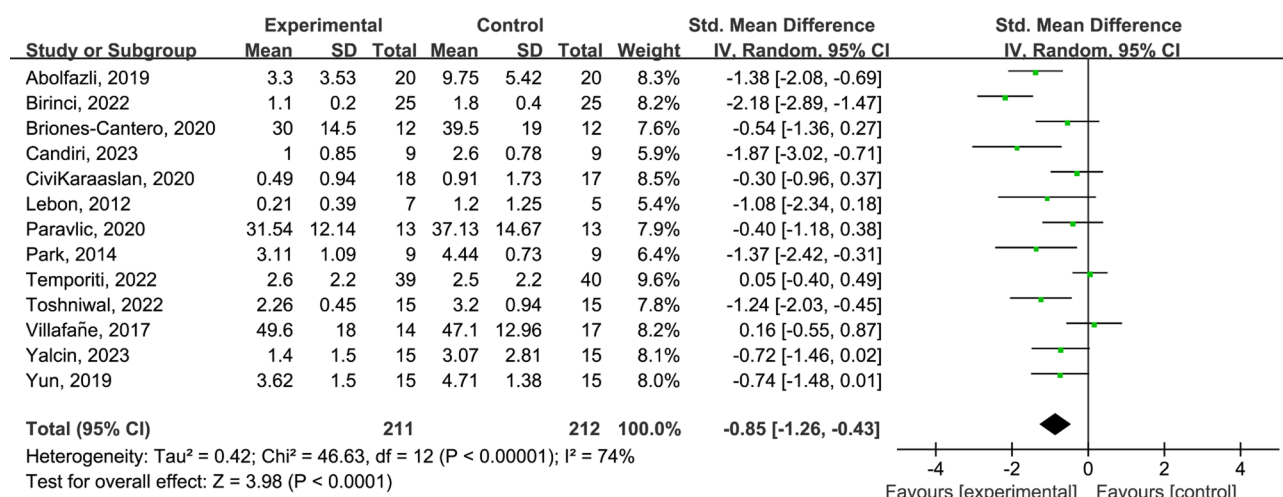 Experimental Control Std. Mean Difference Std. Mean Difference
Study or Subgroup Mean SD Total Mean SD Total Weight IV, Random, 95% CI IV, Random, 95% CI
Abolfazli, 2019 3.3 3.53 20 9.75 5.42 20 8.3% -1.38 [-2.08, -0.69]
Birinci, 2022 1.1 0.2 25 1.8 0.4 25 8.2% -2.18 [-2.89, -1.47]
Briones-Cantero, 2020 30 14.5 12 39.5 19 12 7.6% -0.54 [-1.36, 0.27]
Candiri, 2023 1 0.85 9 2.6 0.78 9 5.9% -1.87 [-3.02, -0.71]
CiviKaraaslan, 2020 0.49 0.94 18 0.91 1.73 17 8.5% -0.30 [-0.96, 0.37]
Lebon, 2012 0.21 0.39 7 1.2 1.25 5 5.4% -1.08 [-2.34, 0.18]
Paravlic, 2020 31.54 12.14 13 37.13 14.67 13 7.9% -0.40 [-1.18, 0.38]
Park, 2014 3.11 1.09 9 4.44 0.73 9 6.4% -1.37 [-2.42, -0.31]
Temporiti, 2022 2.6 2.2 39 2.5 2.2 40 9.6% 0.05 [-0.40, 0.49]
Toshniwal, 2022 2.26 0.45 15 3.2 0.94 15 7.8% -1.24 [-2.03, -0.45]
Villafañe, 2017 49.6 18 14 47.1 12.96 17 8.2% 0.16 [-0.55, 0.87]
Yalcin, 2023 1.4 1.5 15 3.07 2.81 15 8.1% -0.72 [-1.46, 0.02]
Yun, 2019 3.62 1.5 15 4.71 1.38 15 8.0% -0.74 [-1.48, 0.01]
Total (95% CI) 211 212 100.0% -0.85 [-1.26, -0.43]
Heterogeneity: Tau² = 0.42; Chi² = 46.63, df = 12 (P < 0.00001); I² = 74%
Test for overall effect: Z = 3.98 (P < 0.0001)
-4 -2 0 2 4
Favours [experimental] Favours [control]